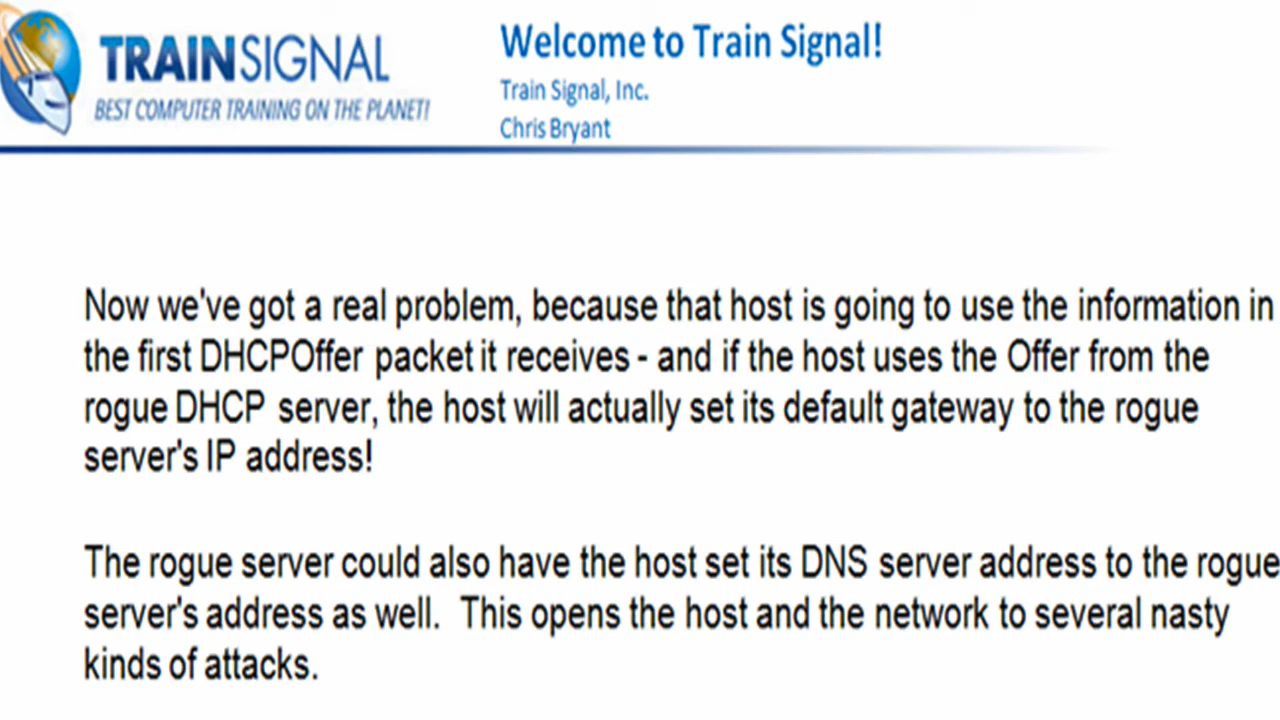 TRAINSIGNAL
BEST COMPUTER TRAINING ON THE PLANET!
Welcome to Train Signal!
Train Signal, Inc.
Chris Bryant
Now we've got a real problem, because that host is going to use the information in
the first DHCPOffer packet it receives - and if the host uses the Offer from the
rogue DHCP server, the host will actually set its default gateway to the rogue
server's IP address!
The rogue server could also have the host set its DNS server address to the rogue
server's address as well. This opens the host and the network to several nasty
kinds of attacks.